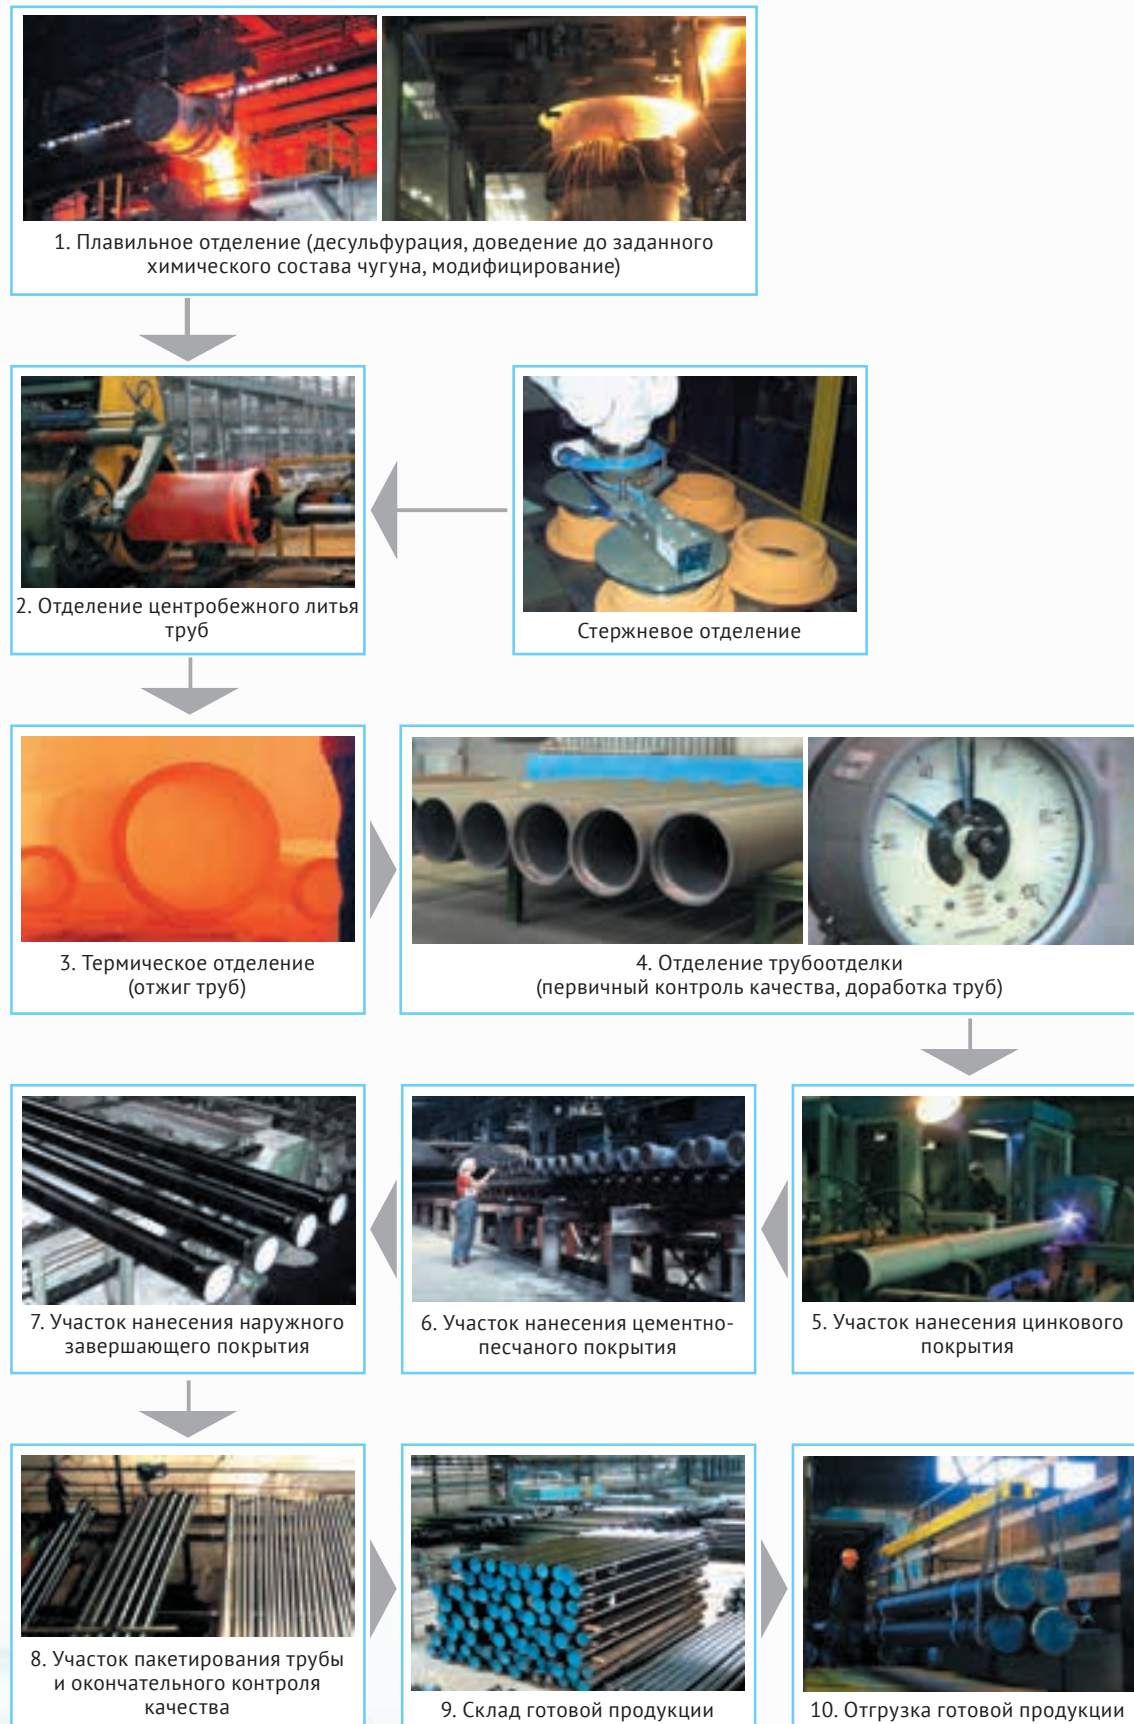 1. Плавильное отделение (десульфурация, доведение до заданного
химического состава чугуна, модифицирование)
2. Отделение центробежного литья
труб
Стержневое отделение
3. Термическое отделение
(отжиг труб)
4. Отделение трубоотделки
(первичный контроль качества, доработка труб)
7. Участок нанесения наружного
завершающего покрытия
6. Участок нанесения цементно-
песчаного покрытия
5. Участок нанесения цинкового
покрытия
8. Участок пакетирования трубы
и окончательного контроля
качества
9. Склад готовой продукции
10. Отгрузка готовой продукции